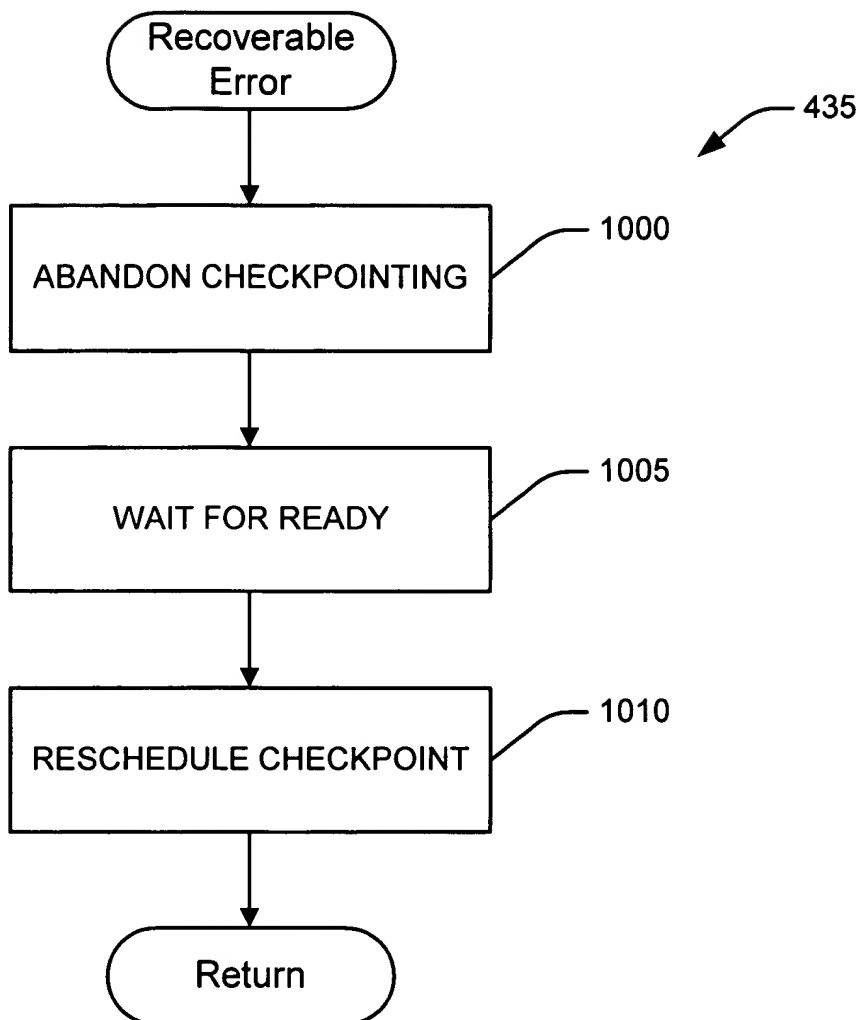 Recoverable
Error
435
1000
ABANDON CHECKPOINTING
1005
WAIT FOR READY
1010
RESCHEDULE CHECKPOINT
Return